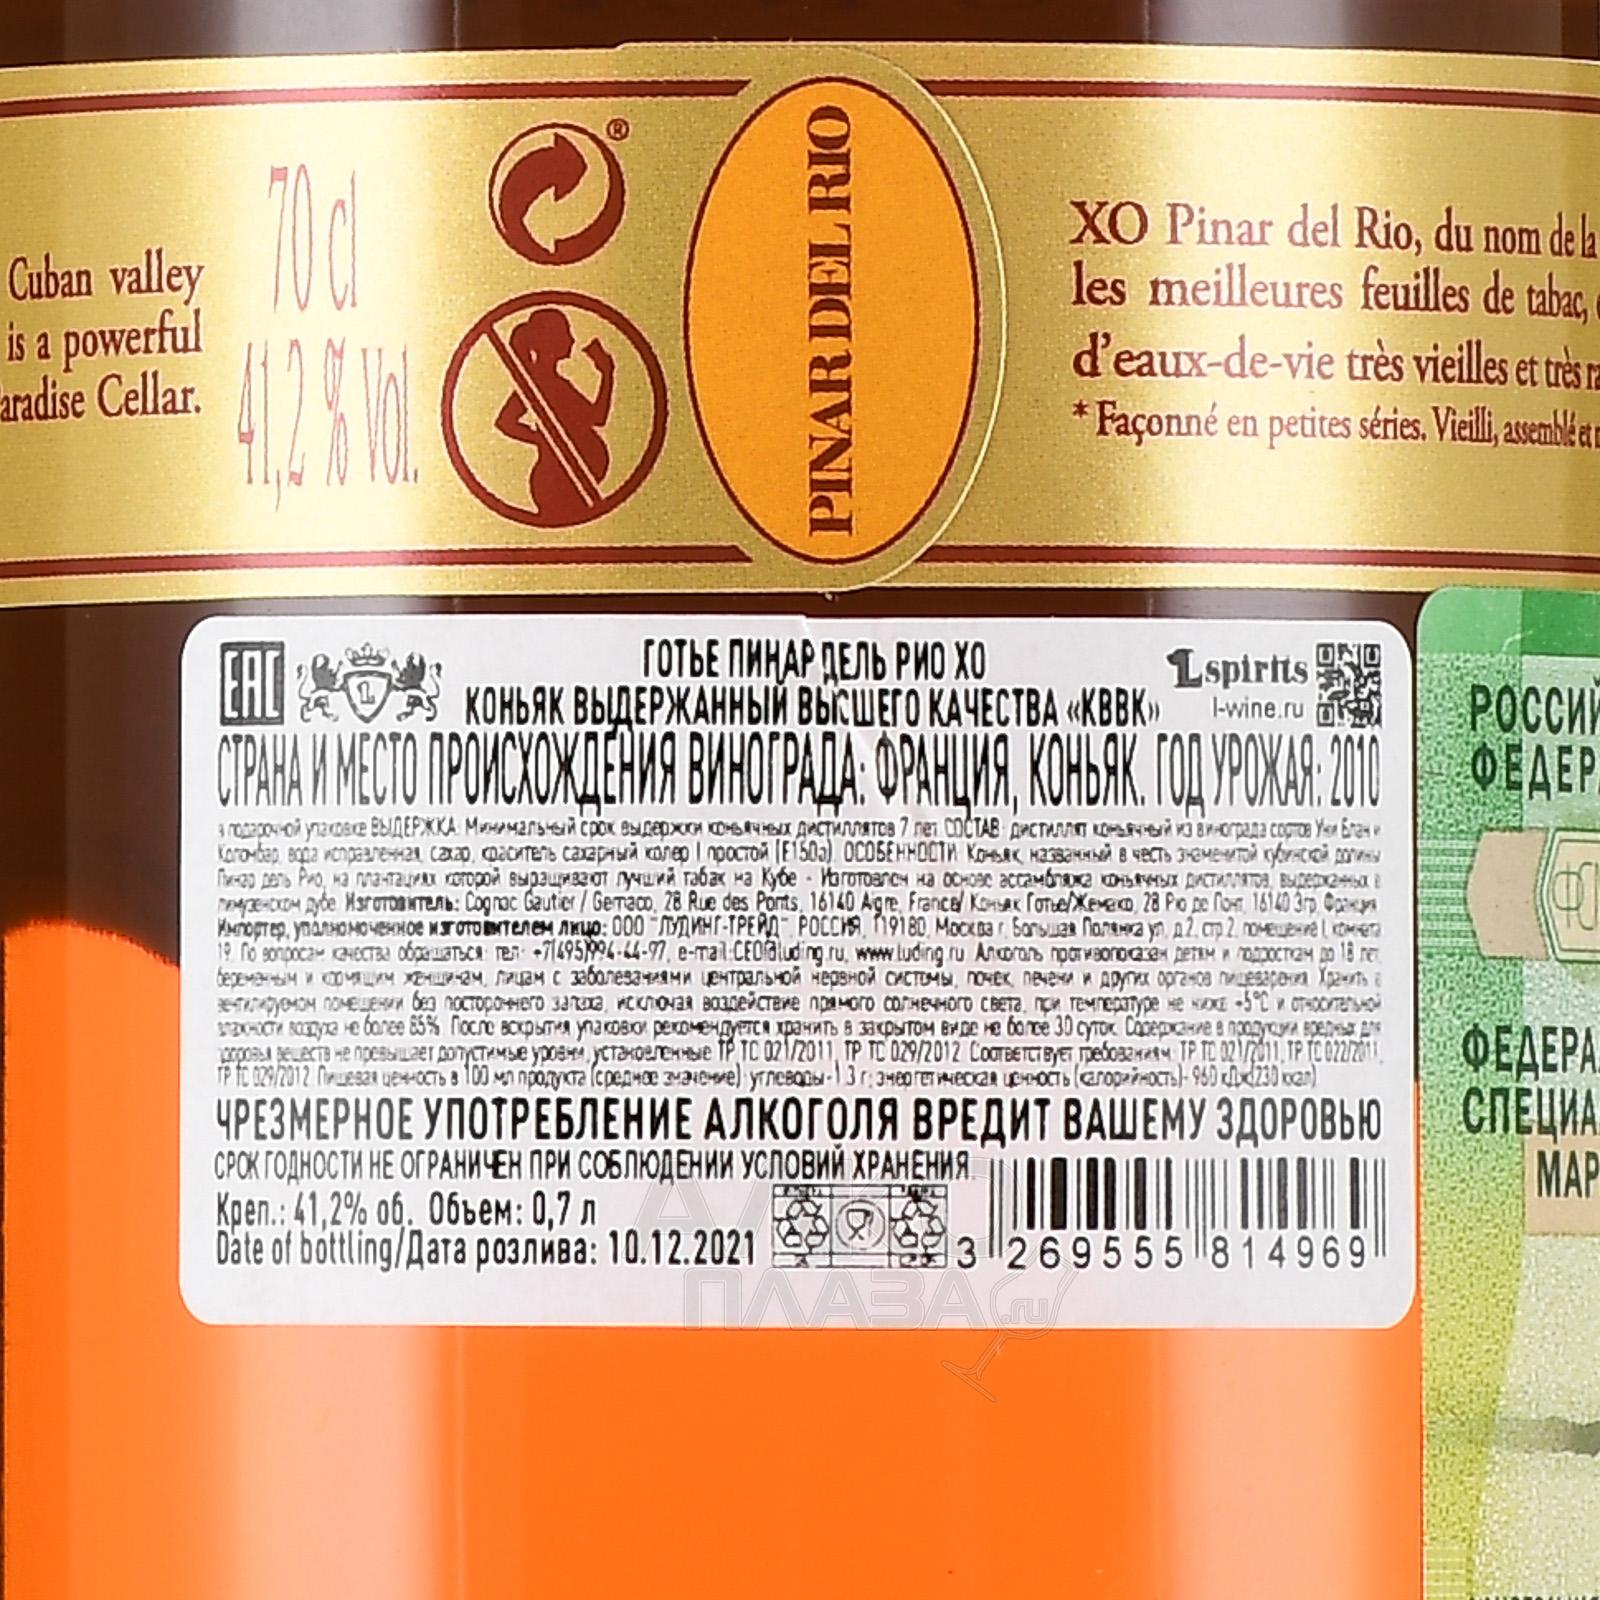 Cuban valley
is a powerful
aradise Cellar.
70 cl
41,2 % Vol.
®
PINAR DEL RIO
XO Pinar del Rio, du nom de la
les meilleures feuilles de tabac,
d'eaux-de-vie très vieilles et très
* Façonné en petites séries. Vieilli, assemblé et
EAC
L
ГОТЬЕ ПИНАР ДЕЛЬ РИО ХО
КОНЬЯК ВЫДЕРЖАННЫЙ ВЫСШЕГО КАЧЕСТВА «КВВК»
Lspirits
l-wine.ru
СТРАНА И МЕСТО ПРОИСХОЖДЕНИЯ ВИНОГРАДА: ФРАНЦИЯ, КОНЬЯК. ГОД УРОЖАЯ: 2010
в подарочной упаковке ВЫДЕРЖКА: Минимальный срок выдержки коньячных дистиллятов 7 лет. СОСТАВ: дистиллят коньячный из винограда сортов Уни Блан и
Коломбар, вода исправленная, сахар, краситель сахарный колер I простой (E150a). ОСОБЕННОСТИ: Коньяк, названный в честь знаменитой кубинской долины
Пинар дель Рио, на плантациях которой выращивают лучший табак на Кубе - Изготовлен на основе ассамбляжа коньячных дистиллятов, выдержанных в
лимузенском дубе. Изготовитель: Cognac Gautier / Gemaco, 28 Rue des Ponts, 16140 Aigre, France/ Коньяк Готье/Жемако, 28 Рю де Понт, 16140 Эгр, Франция
Импортер, уполномоченное изготовителем лицо: ООО "ЛУДИНГ-ТРЕЙД", РОССИЯ, 119180, Москва г, Большая Полянка ул, д.2, стр.2, помещение I, комната
19. По вопросам качества обращаться: тел: +7(495)994-44-97, e-mail:CEO@luding.ru, www.luding.ru Алкоголь противопоказан детям и подросткам до 18 лет,
беременным и кормящим женщинам, лицам с заболеваниями центральной нервной системы, почек, печени и других органов пищеварения. Хранить в
вентилируемом помещении без постороннего запаха, исключая воздействие прямого солнечного света, при температуре не ниже +5°C и относительной
влажности воздуха не более 85%. После вскрытия упаковки рекомендуется хранить в закрытом виде не более 30 суток. Содержание в продукции вредных для
здоровья веществ не превышает допустимые уровни, установленные ТР ТС 021/2011, ТР ТС 029/2012. Соответствует требованиям: ТР ТС 021/2011, ТР ТС 022/2011,
ТР ТС 029/2012. Пищевая ценность в 100 мл продукта (средное значение): углеводы-1.3 г; энергетическая ценность (калорийность)- 960 кДж(230 ккал)
ЧРЕЗМЕРНОЕ УПОТРЕБЛЕНИЕ АЛКОГОЛЯ ВРЕДИТ ВАШЕМУ ЗДОРОВЬЮ
СРОК ГОДНОСТИ НЕ ОГРАНИЧЕН ПРИ СОБЛЮДЕНИИ УСЛОВИЙ ХРАНЕНИЯ
Креп.: 41,2% об. Объем: 0,7 л
Date of bottling/Дата розлива: 10.12.2021
3 269555 814969
ПЛАЗА.ru
РОССИЙ
ФЕДЕРА
ФЕДЕРА
СПЕЦИА
МАР